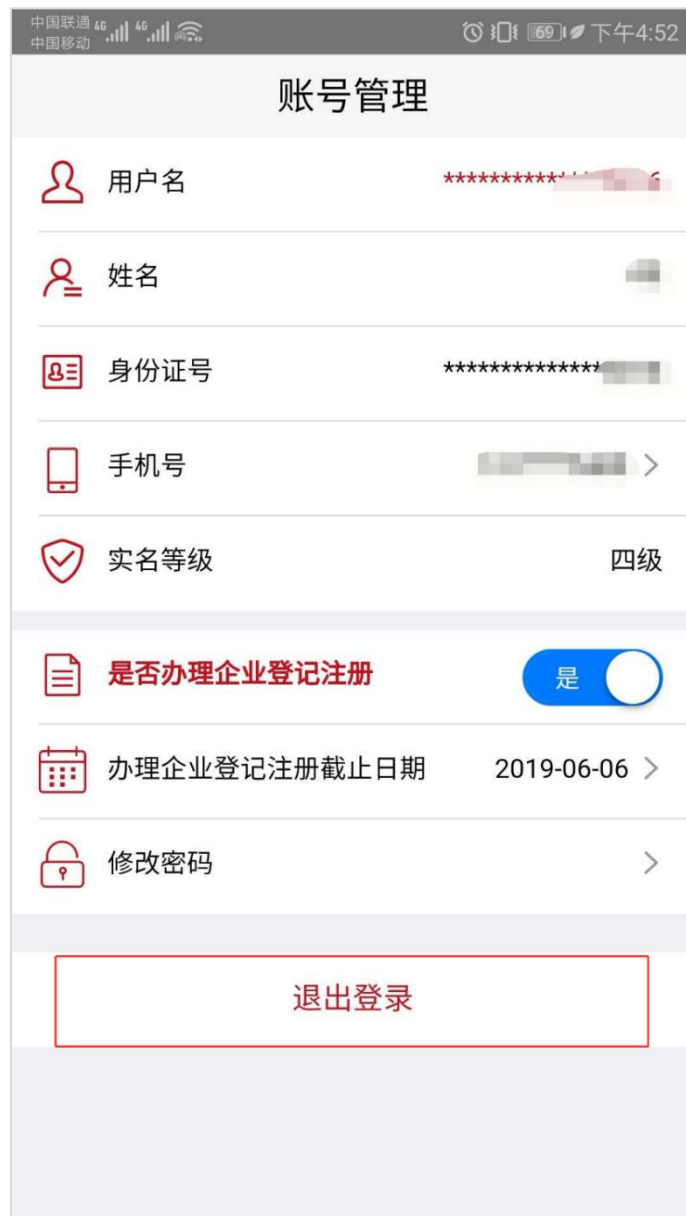 中国联通 4G 4G 69 下午4:52
中国移动
账号管理
用户名 **********
姓名
身份证号 **************
手机号
实名等级 四级
是否办理企业登记注册 是
办理企业登记注册截止日期 2019-06-06
修改密码
退出登录